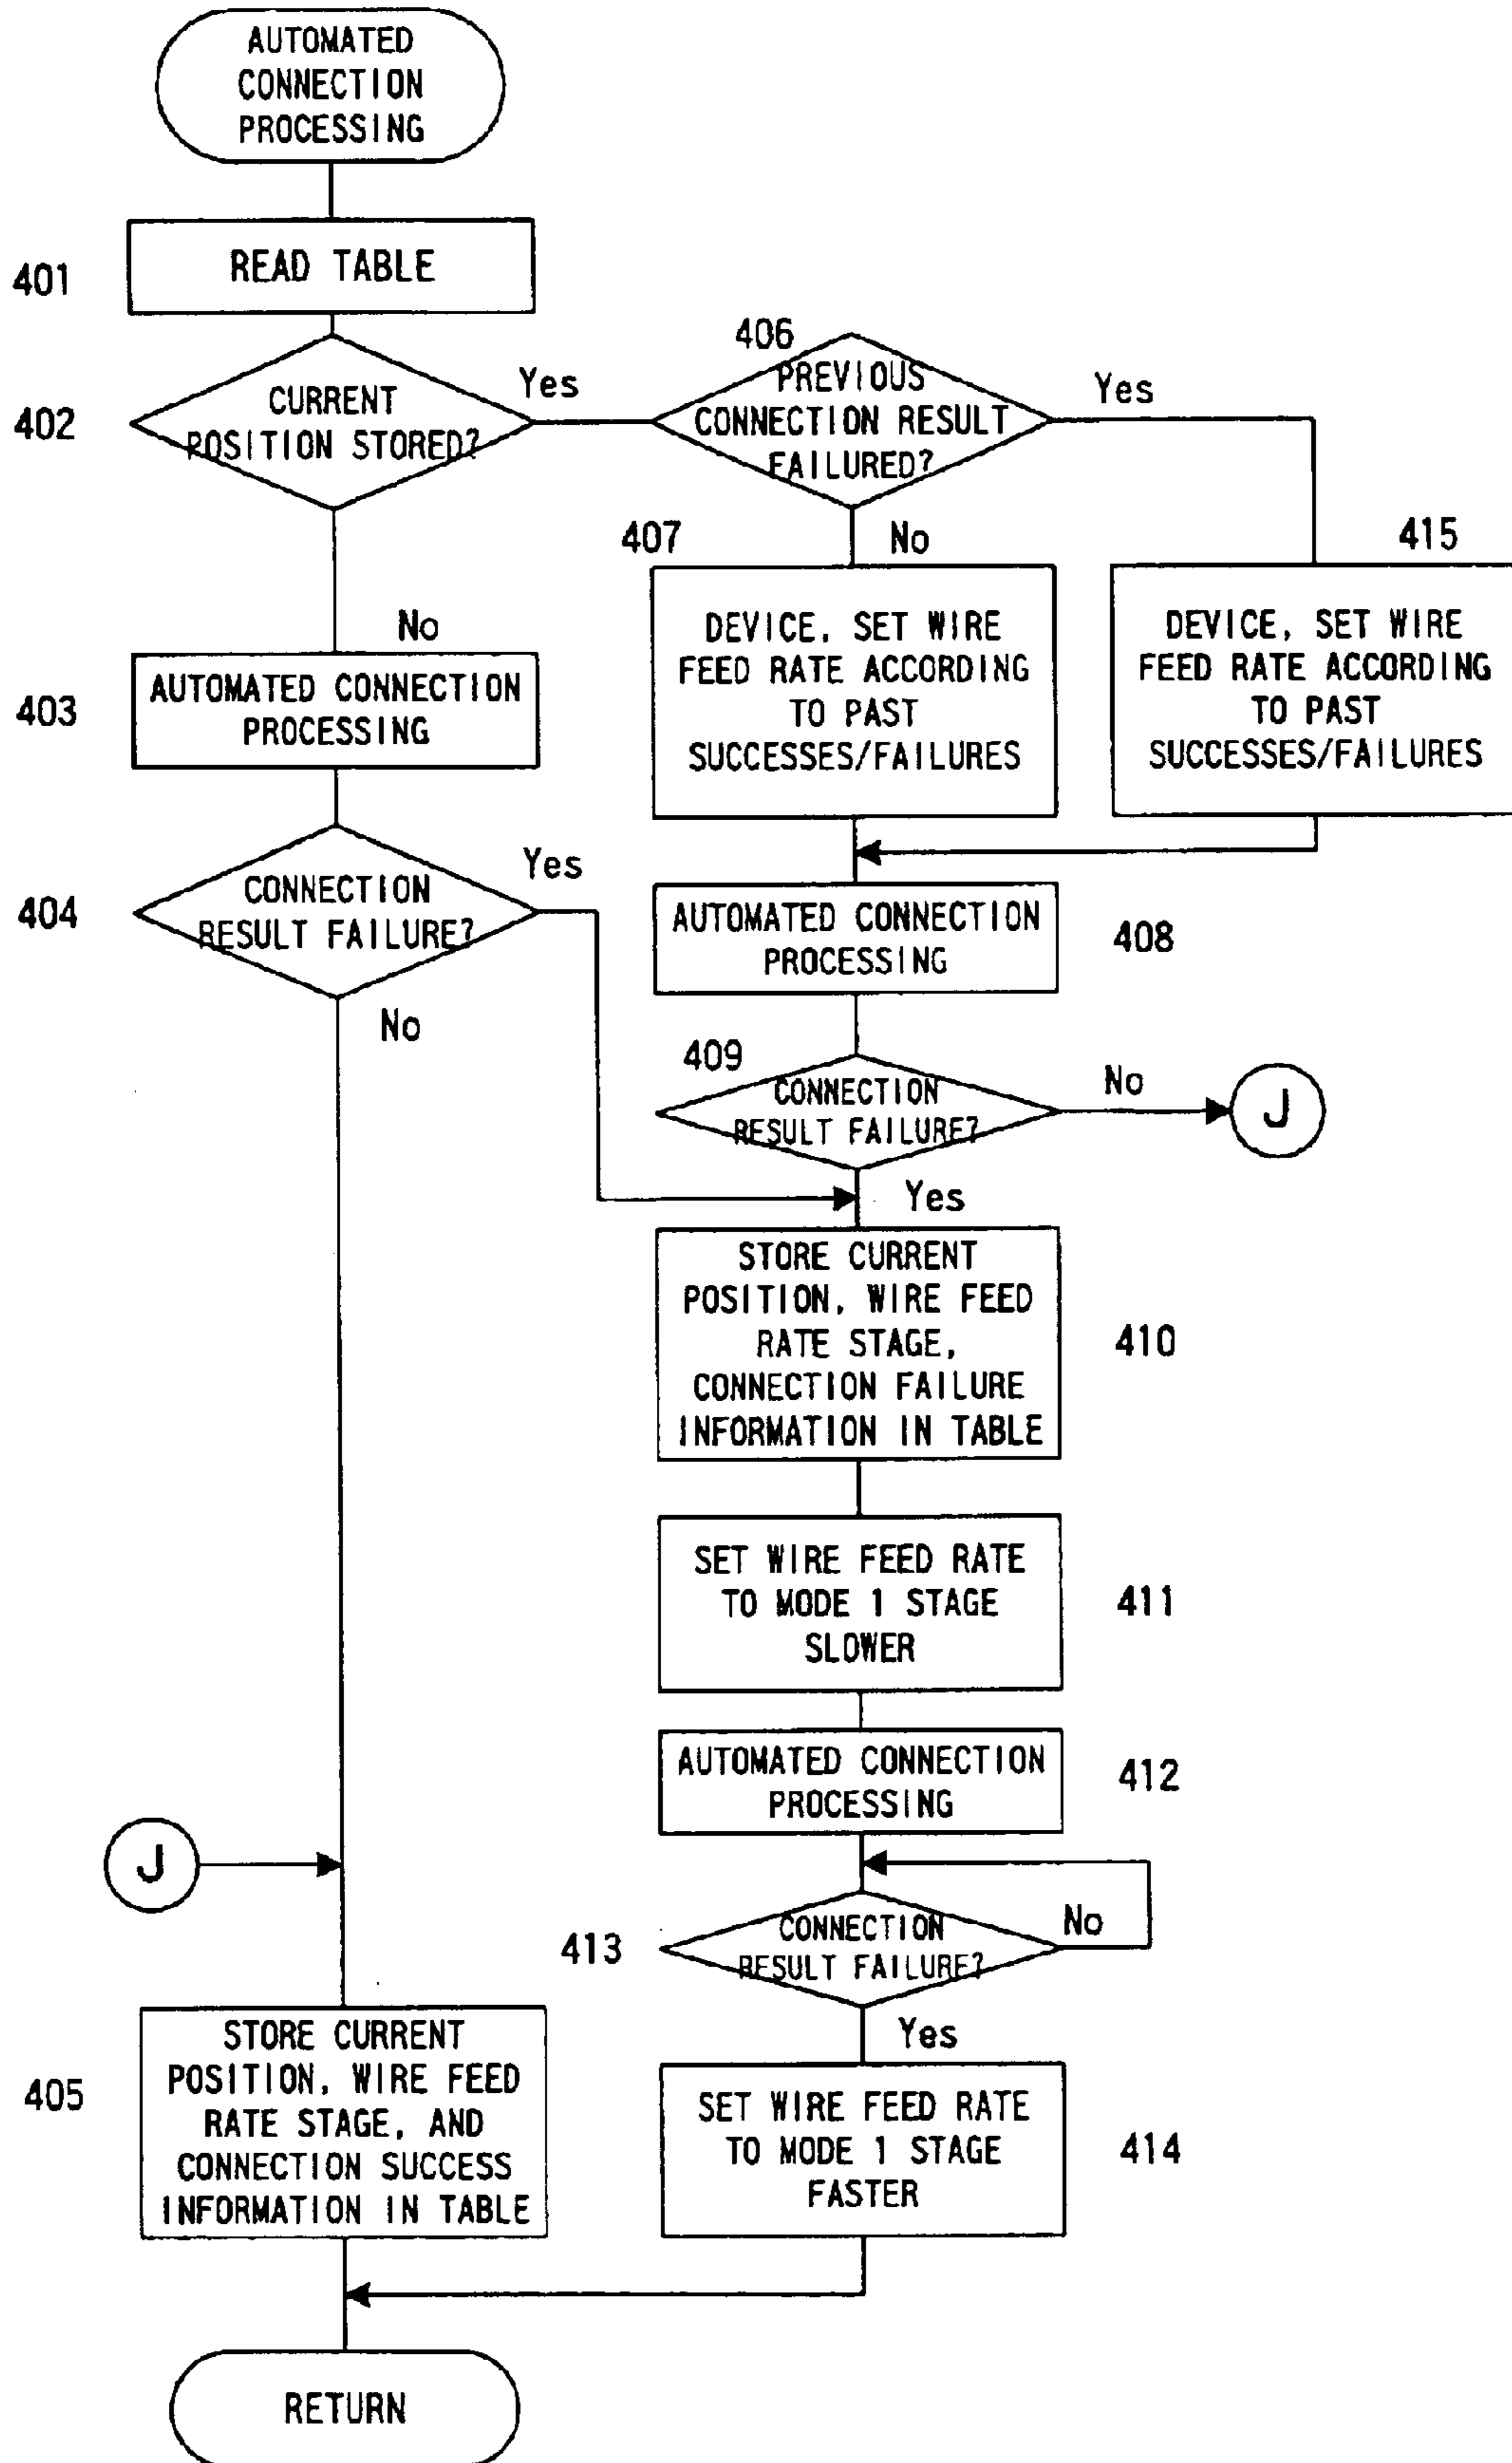 AUTOMATED
CONNECTION
PROCESSING
401
READ TABLE
402
CURRENT
POSITION STORED?
Yes
No
406
PREVIOUS
CONNECTION RESULT
FAILURED?
Yes
No
403
AUTOMATED CONNECTION
PROCESSING
407
DEVICE, SET WIRE
FEED RATE ACCORDING
TO PAST
SUCCESSES/FAILURES
415
DEVICE, SET WIRE
FEED RATE ACCORDING
TO PAST
SUCCESSES/FAILURES
404
CONNECTION
RESULT FAILURE?
Yes
No
AUTOMATED CONNECTION
PROCESSING
408
409
CONNECTION
RESULT FAILURE?
No
J
Yes
STORE CURRENT
POSITION, WIRE FEED
RATE STAGE,
CONNECTION FAILURE
INFORMATION IN TABLE
410
SET WIRE FEED RATE
TO MODE 1 STAGE
SLOWER
411
AUTOMATED CONNECTION
PROCESSING
412
J
413
CONNECTION
RESULT FAILURE?
No
Yes
405
STORE CURRENT
POSITION, WIRE FEED
RATE STAGE, AND
CONNECTION SUCCESS
INFORMATION IN TABLE
SET WIRE FEED RATE
TO MODE 1 STAGE
FASTER
414
RETURN